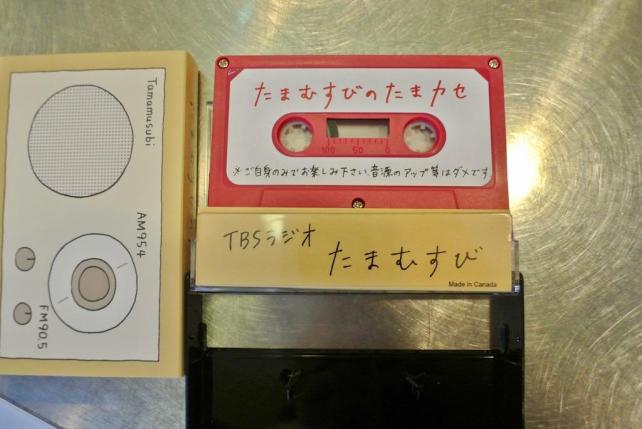 Tamamusubi
AM954
FM90.5
たまむすびのたまカセ
100 50 0
※ご自身のみでお楽しみ下さい.音源のアップ等はダメです
TBSラジオ
たまむすび
Made in Canada